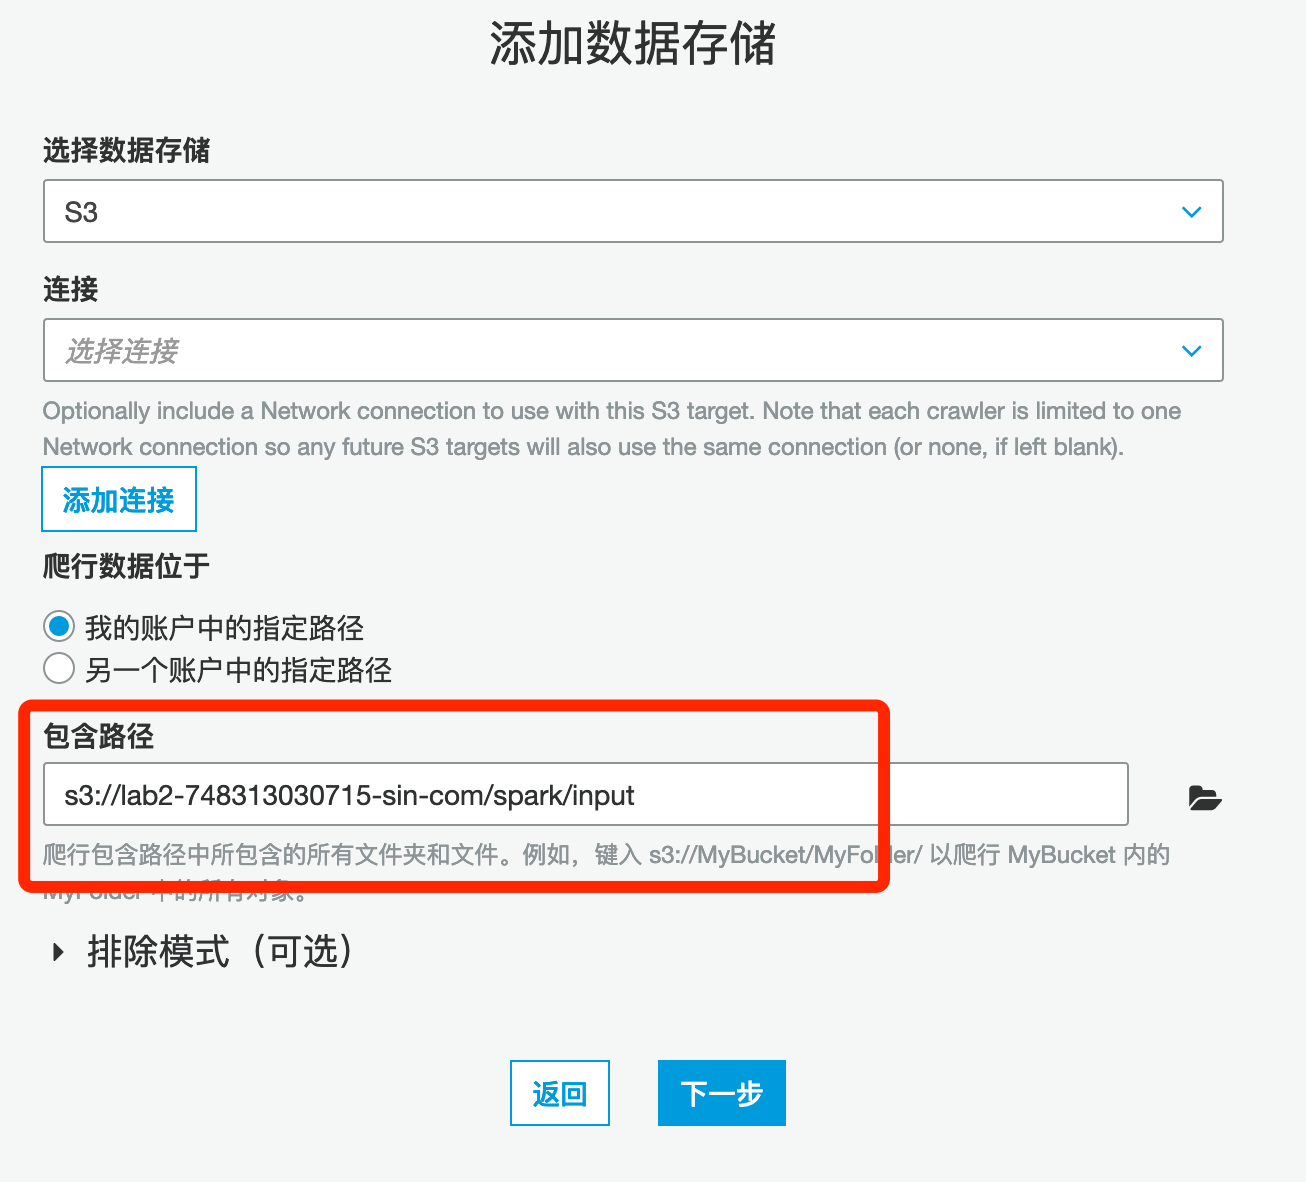 添加数据存储
选择数据存储
S3
连接
选择连接
Optionally include a Network connection to use with this S3 target. Note that each crawler is limited to one
Network connection so any future S3 targets will also use the same connection (or none, if left blank).
添加连接
爬行数据位于
我的账户中的指定路径
另一个账户中的指定路径
包含路径
s3://lab2-748313030715-sin-com/spark/input
爬行包含路径中所包含的所有文件夹和文件。例如，键入 s3://MyBucket/MyFolder/ 以爬行 MyBucket 内的
MyFolder 中的所有对象。
排除模式（可选）
返回
下一步